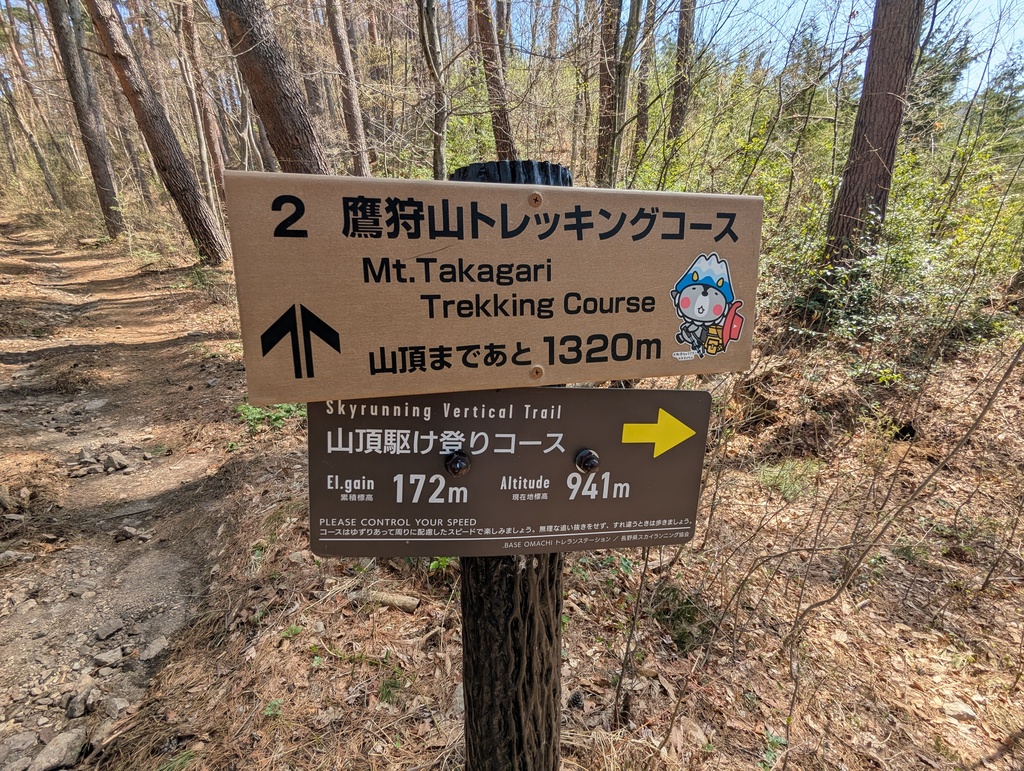 2 鷹狩山トレッキングコース
Mt.Takagari
Trekking Course
山頂まであと 1320m
Skyrunning Vertical Trail
山頂駆け登りコース
El.gain 172m Altitude 941m
累積標高 現在地標高
PLEASE CONTROL YOUR SPEED
コースはゆずりあって周りに配慮したスピードで楽しみましょう。無理な追い抜きをせず、すれ違うときは歩きましょう。
.BASE OMACHI トレランステーション / 長野県スカイランニング協会